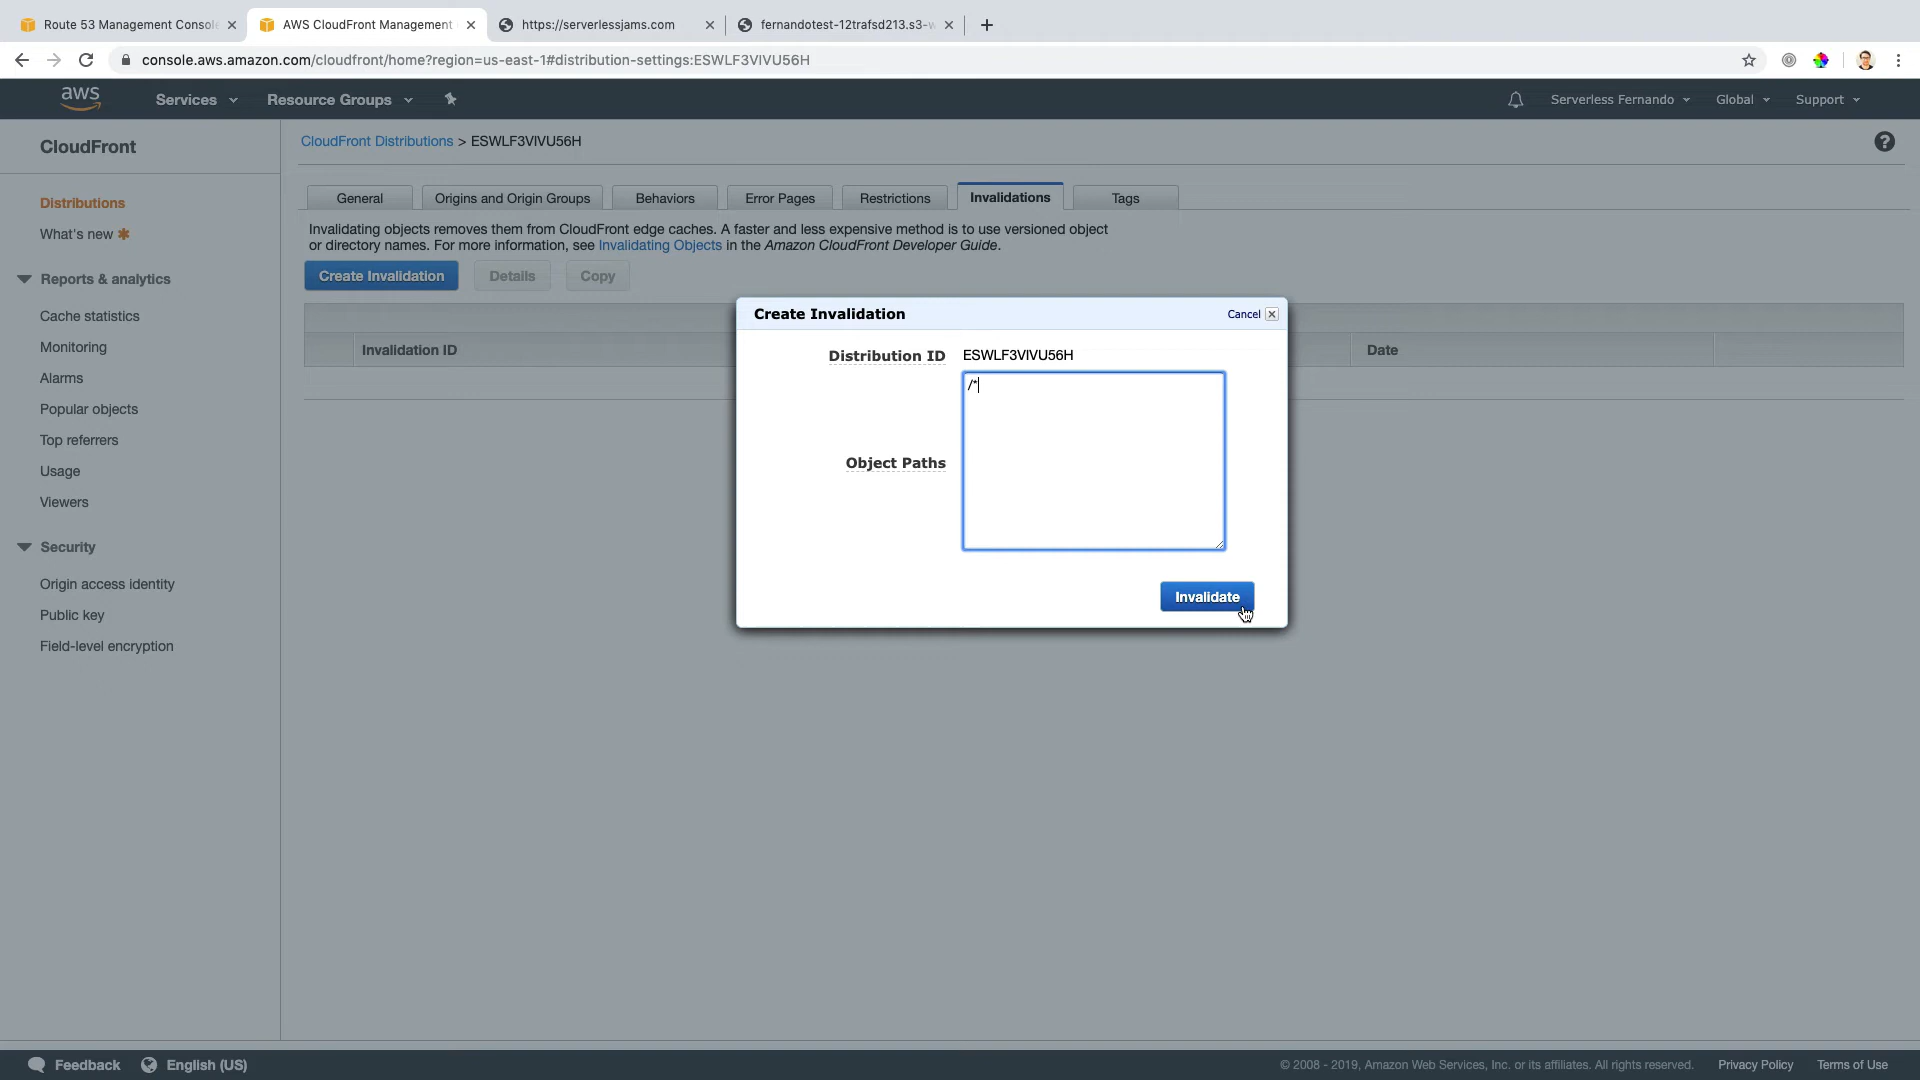 Route 53 Management Consol
AWS CloudFront Management
https://serverlessjams.com
fernandotest-12trafsd213.s3-w
console.aws.amazon.com/cloudfront/home?region=us-east-1#distribution-settings:ESWLF3VIVU56H
aws
Services
Resource Groups
Serverless Fernando
Global
Support
CloudFront
Distributions
What's new
Reports & analytics
Cache statistics
Monitoring
Alarms
Popular objects
Top referrers
Usage
Viewers
Security
Origin access identity
Public key
Field-level encryption
CloudFront Distributions > ESWLF3VIVU56H
?
General
Origins and Origin Groups
Behaviors
Error Pages
Restrictions
Invalidations
Tags
Invalidating objects removes them from CloudFront edge caches. A faster and less expensive method is to use versioned object
or directory names. For more information, see Invalidating Objects in the Amazon CloudFront Developer Guide.
Create Invalidation
Details
Copy
Invalidation ID
Date
Create Invalidation
Cancel
Distribution ID
ESWLF3VIVU56H
Object Paths
/*
Invalidate
Feedback
English (US)
© 2008 - 2019, Amazon Web Services, Inc. or its affiliates. All rights reserved.
Privacy Policy
Terms of Use